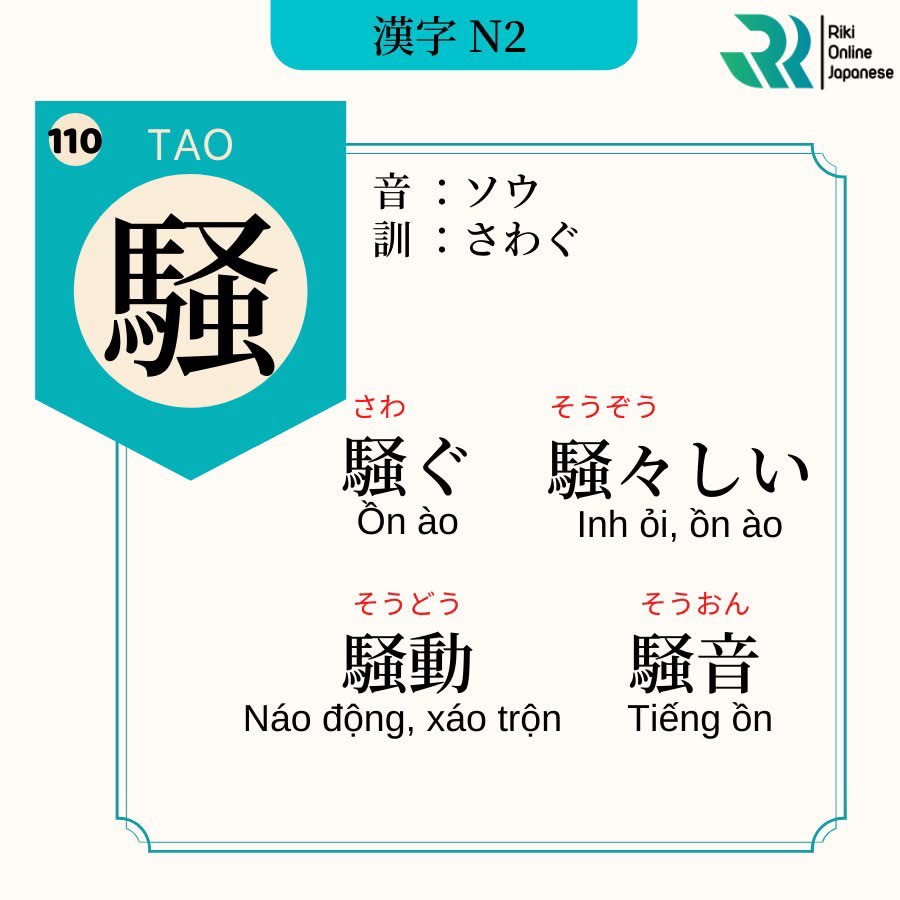 漢字 N2
Riki
Online
Japanese
110
TAO
騒
音 ：ソウ
訓 ：さわぐ
さわ
騒ぐ
Ồn ào
そうぞう
騒々しい
Inh ỏi, ồn ào
そうどう
騒動
Náo động, xáo trộn
そうおん
騒音
Tiếng ồn